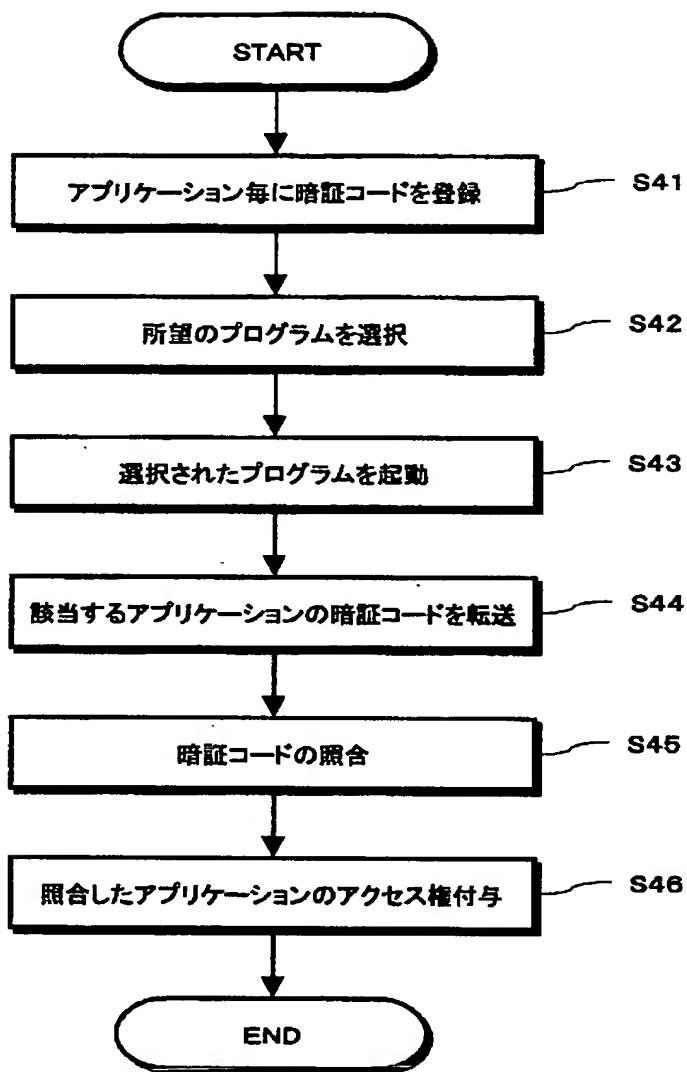 START
アプリケーション毎に暗証コードを登録
S41
所望のプログラムを選択
S42
選択されたプログラムを起動
S43
該当するアプリケーションの暗証コードを転送
S44
暗証コードの照合
S45
照合したアプリケーションのアクセス権付与
S46
END